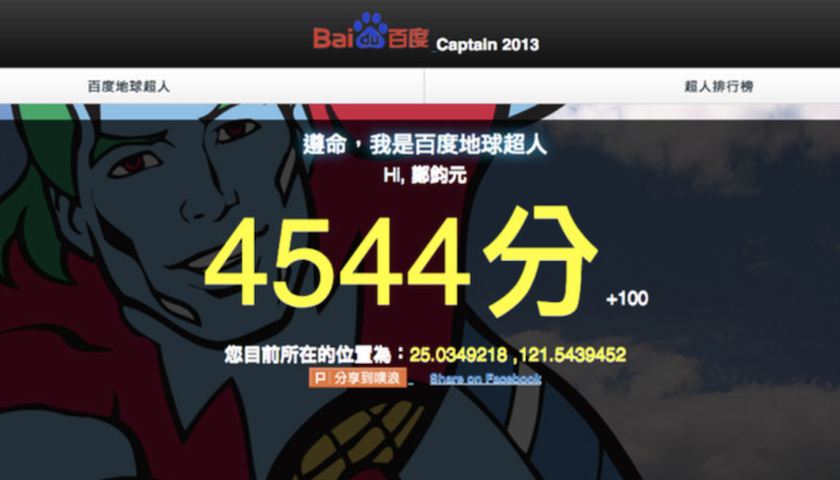 Baidu百度 Captain 2013
百度地球超人
超人排行榜
遵命，我是百度地球超人
Hi, 鄭鈞元
4544分 +100
您目前所在的位置為：25.0349218 ,121.5439452
P 分享到噗浪 Share on Facebook